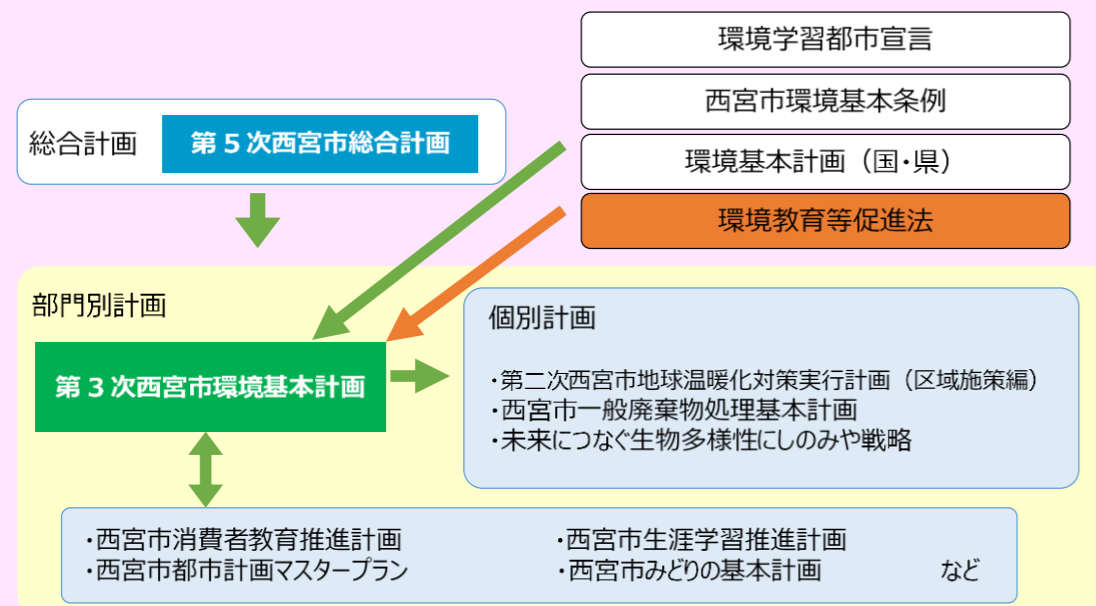 環境学習都市宣言
西宮市環境基本条例
環境基本計画（国・県）
環境教育等促進法
総合計画
第５次西宮市総合計画
部門別計画
第３次西宮市環境基本計画
個別計画
・第二次西宮市地球温暖化対策実行計画（区域施策編）
・西宮市一般廃棄物処理基本計画
・未来につなぐ生物多様性にしのみや戦略
・西宮市消費者教育推進計画
・西宮市都市計画マスタープラン
・西宮市生涯学習推進計画
・西宮市みどりの基本計画
など